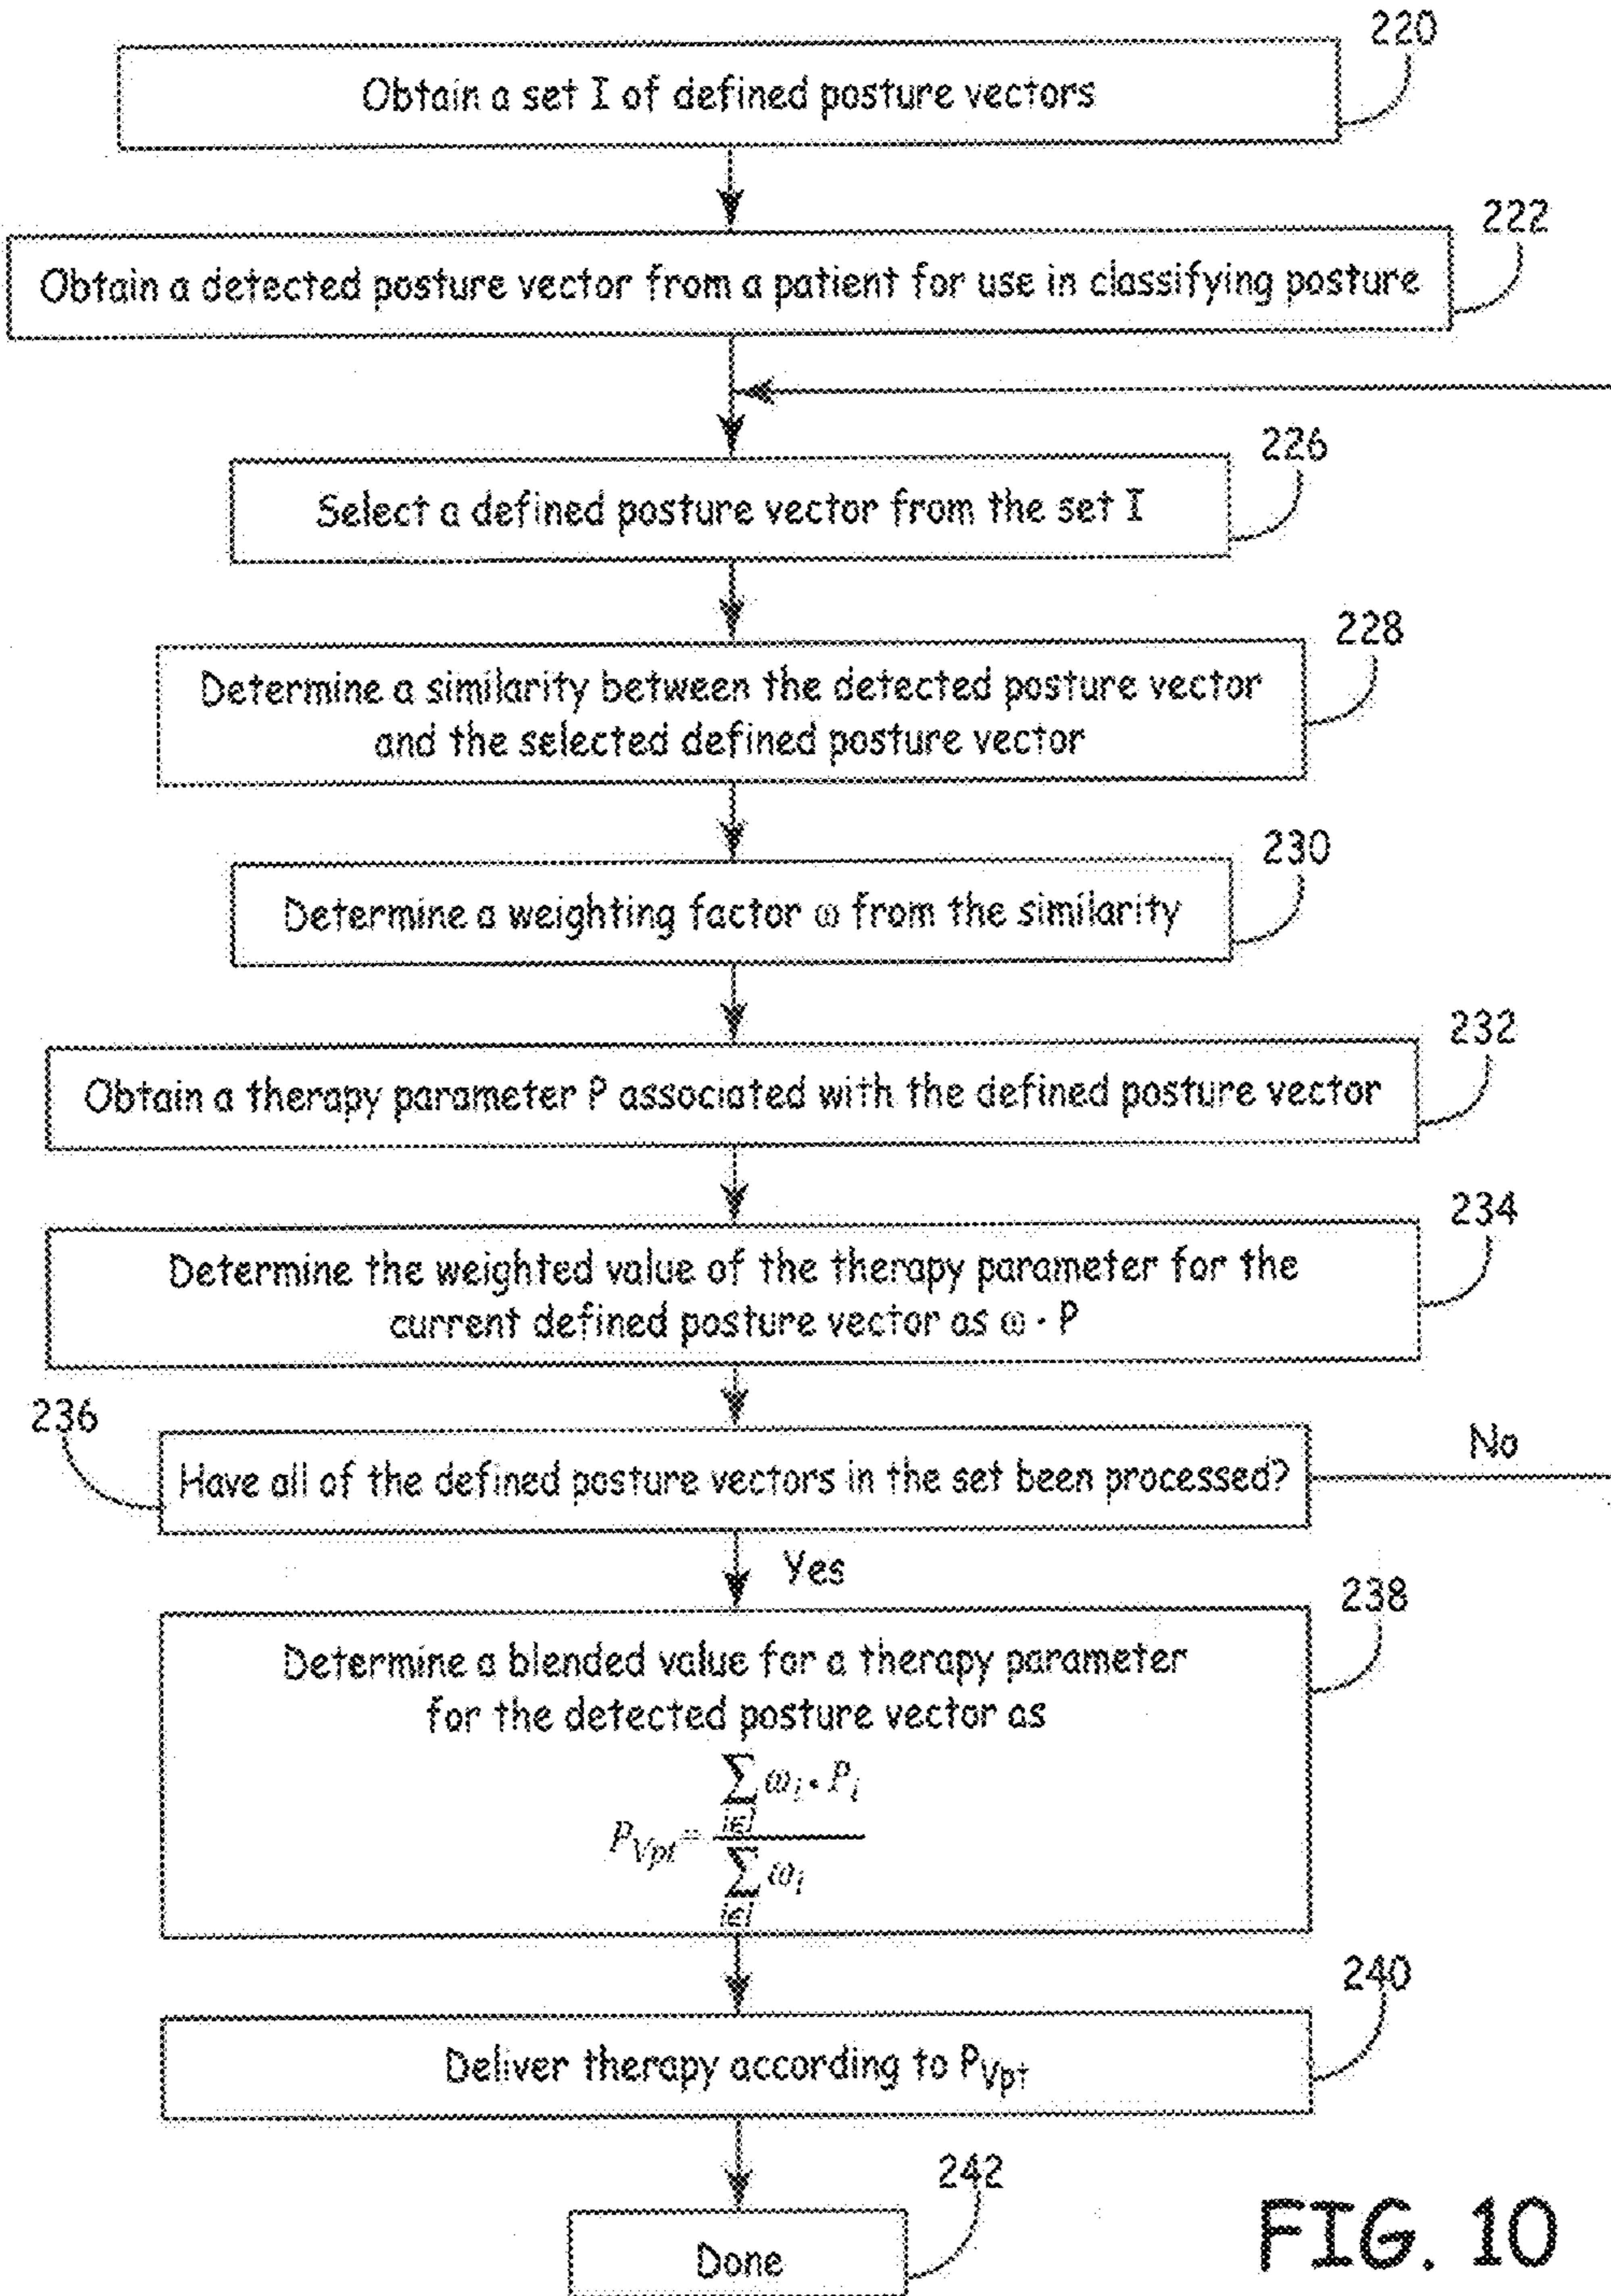 220
Obtain a set I of defined posture vectors
222
Obtain a detected posture vector from a patient for use in classifying posture
226
Select a defined posture vector from the set I
228
Determine a similarity between the detected posture vector
and the selected defined posture vector
230
Determine a weighting factor ω from the similarity
232
Obtain a therapy parameter P associated with the defined posture vector
234
Determine the weighted value of the therapy parameter for the
current defined posture vector as ω · P
236
Have all of the defined posture vectors in the set been processed?
No
Yes
238
Determine a blended value for a therapy parameter
for the detected posture vector as
∑ ωi • Pi
i∈I
PVpt =
∑ ωi
i∈I
240
Deliver therapy according to PVpt
242
Done
FIG. 10